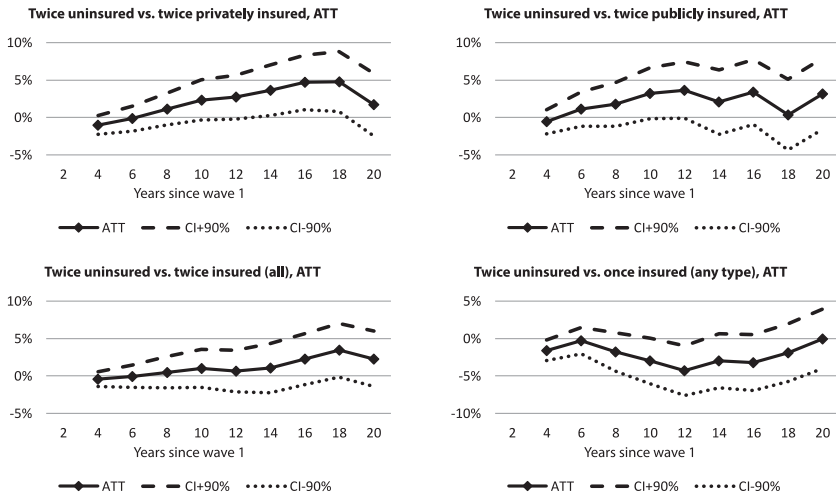 Twice uninsured vs. twice privately insured, ATT
10%
5%
0%
-5%
2 4 6 8 10 12 14 16 18 20
Years since wave 1
ATT CI+90% CI-90%
Twice uninsured vs. twice publicly insured, ATT
10%
5%
0%
-5%
2 4 6 8 10 12 14 16 18 20
Years since wave 1
ATT CI+90% CI-90%
Twice uninsured vs. twice insured (all), ATT
10%
5%
0%
-5%
2 4 6 8 10 12 14 16 18 20
Years since wave 1
ATT CI+90% CI-90%
Twice uninsured vs. once insured (any type), ATT
5%
0%
-5%
-10%
2 4 6 8 10 12 14 16 18 20
Years since wave 1
ATT CI+90% CI-90%